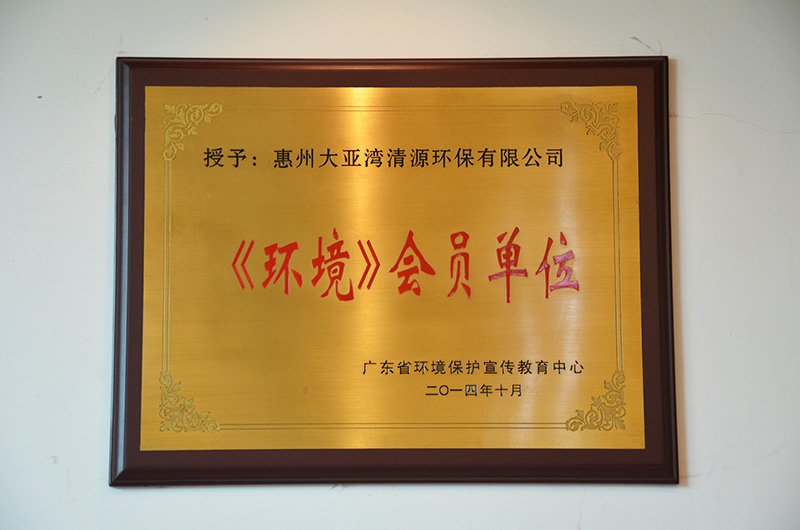 授予：惠州大亚湾清源环保有限公司
《环境》会员单位
广东省环境保护宣传教育中心
二〇一四年十月